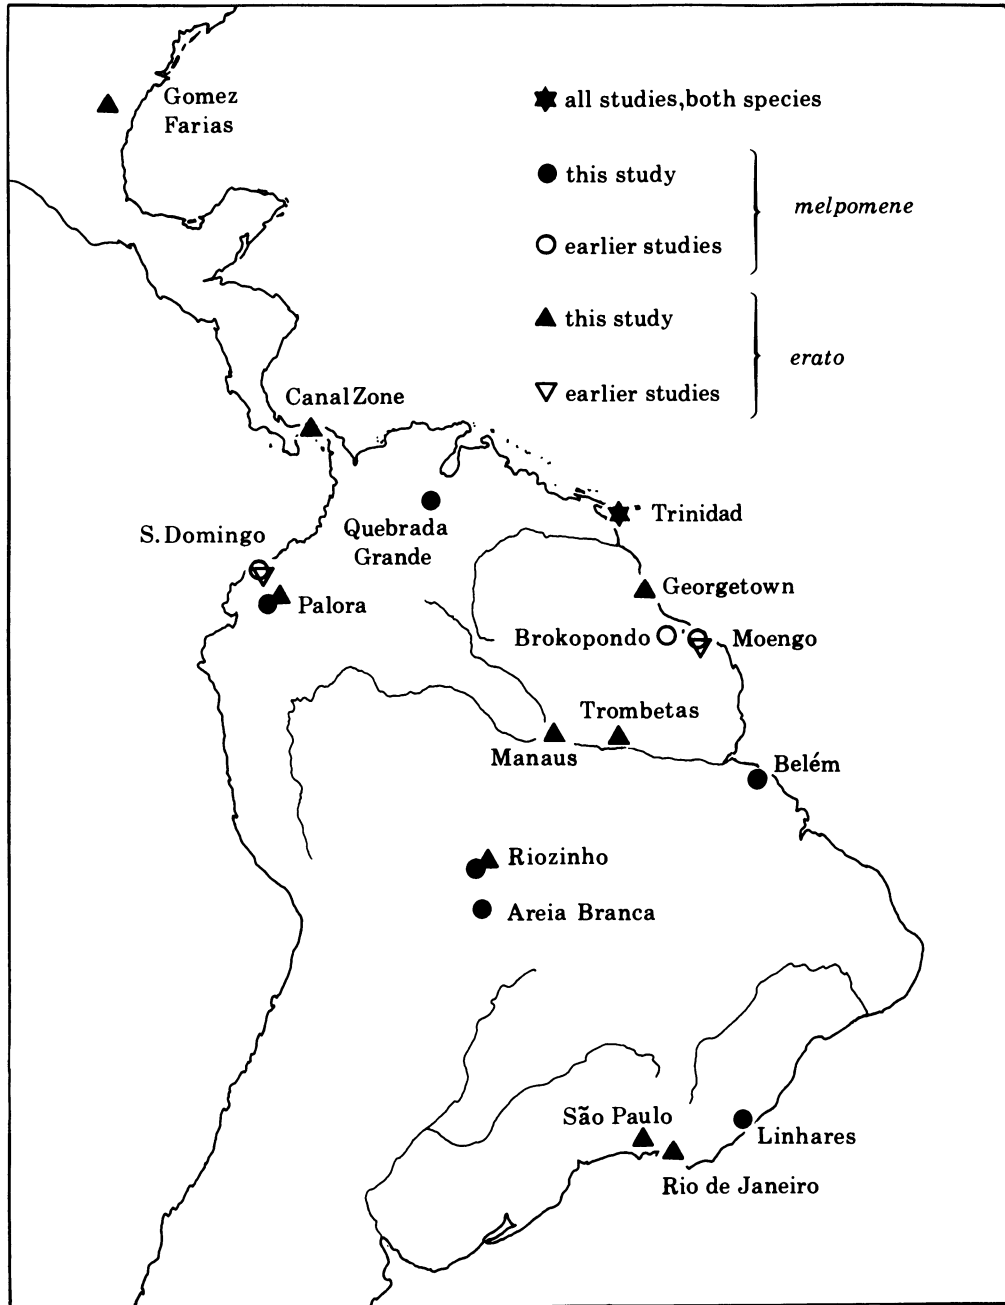 Gomez
Farias
all studies,both species
this study
melpomene
earlier studies
this study
erato
earlier studies
Canal Zone
Quebrada
Grande
Trinidad
S. Domingo
Palora
Georgetown
Brokopondo
Moengo
Trombetas
Manaus
Belém
Riozinho
Areia Branca
São Paulo
Linhares
Rio de Janeiro